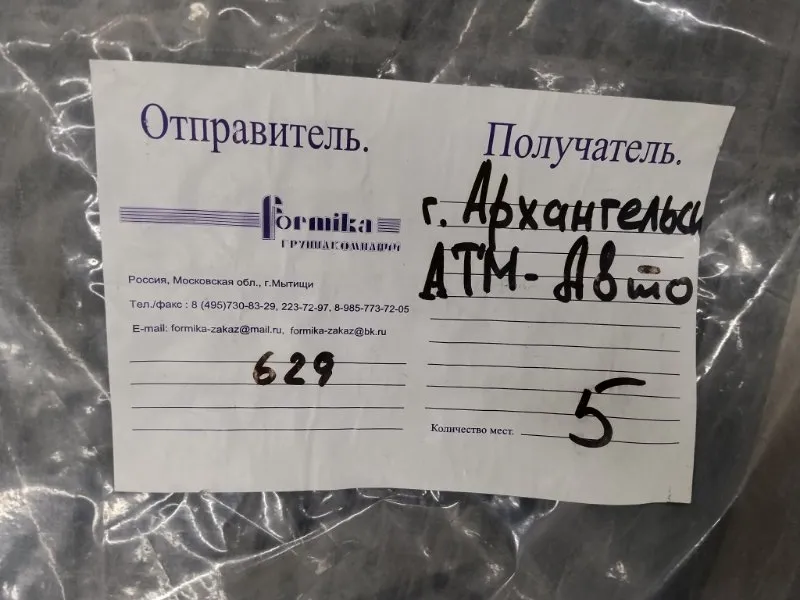 Отправитель.
formika
ГРУППА КОМПАНИЙ
Россия, Московская обл., г.Мытищи
Тел./факс : 8 (495)730-83-29, 223-72-97, 8-985-773-72-05
E-mail: formika-zakaz@mail.ru, formika-zakaz@bk.ru
629
Получатель.
г. Архангельск
АТМ-Авто
Количество мест. 5